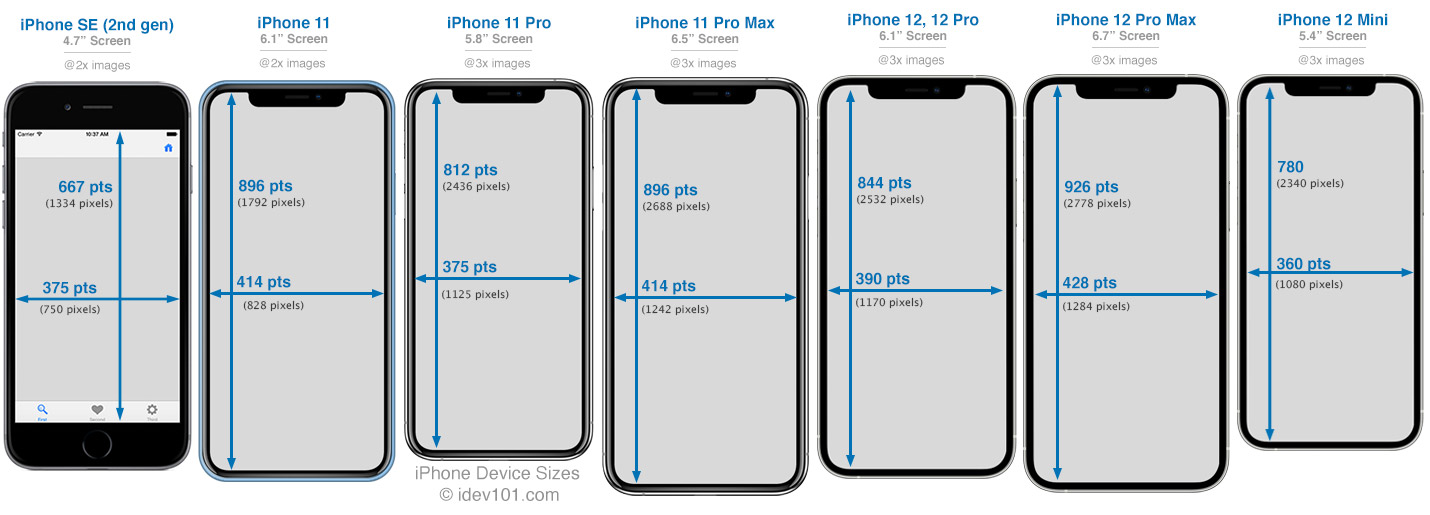 iPhone SE (2nd gen)
4.7” Screen
@2x images
Carrier
10:37 AM
667 pts
(1334 pixels)
375 pts
(750 pixels)
First
Second
Third
iPhone 11
6.1” Screen
@2x images
896 pts
(1792 pixels)
414 pts
(828 pixels)
iPhone 11 Pro
5.8” Screen
@3x images
812 pts
(2436 pixels)
375 pts
(1125 pixels)
iPhone 11 Pro Max
6.5” Screen
@3x images
896 pts
(2688 pixels)
414 pts
(1242 pixels)
iPhone 12, 12 Pro
6.1” Screen
@3x images
844 pts
(2532, pixels)
390 pts
(1170 pixels)
iPhone 12 Pro Max
6.7” Screen
@3x images
926 pts
(2778 pixels)
428 pts
(1284 pixels)
iPhone 12 Mini
5.4” Screen
@3x images
780
(2340 pixels)
360 pts
(1080 pixels)
iPhone Device Sizes
© idev101.com